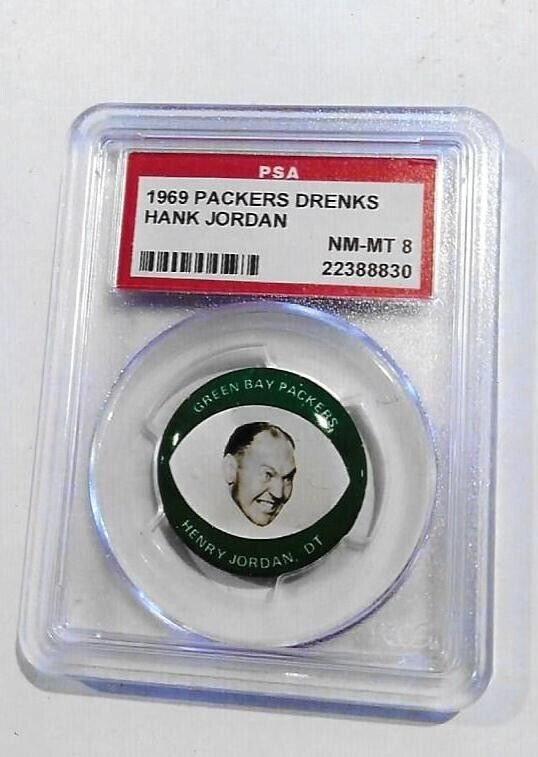 PSA
1969 PACKERS DRENKS
HANK JORDAN
NM-MT 8
22388830
GREEN BAY PACKERS
HENRY JORDAN, DT